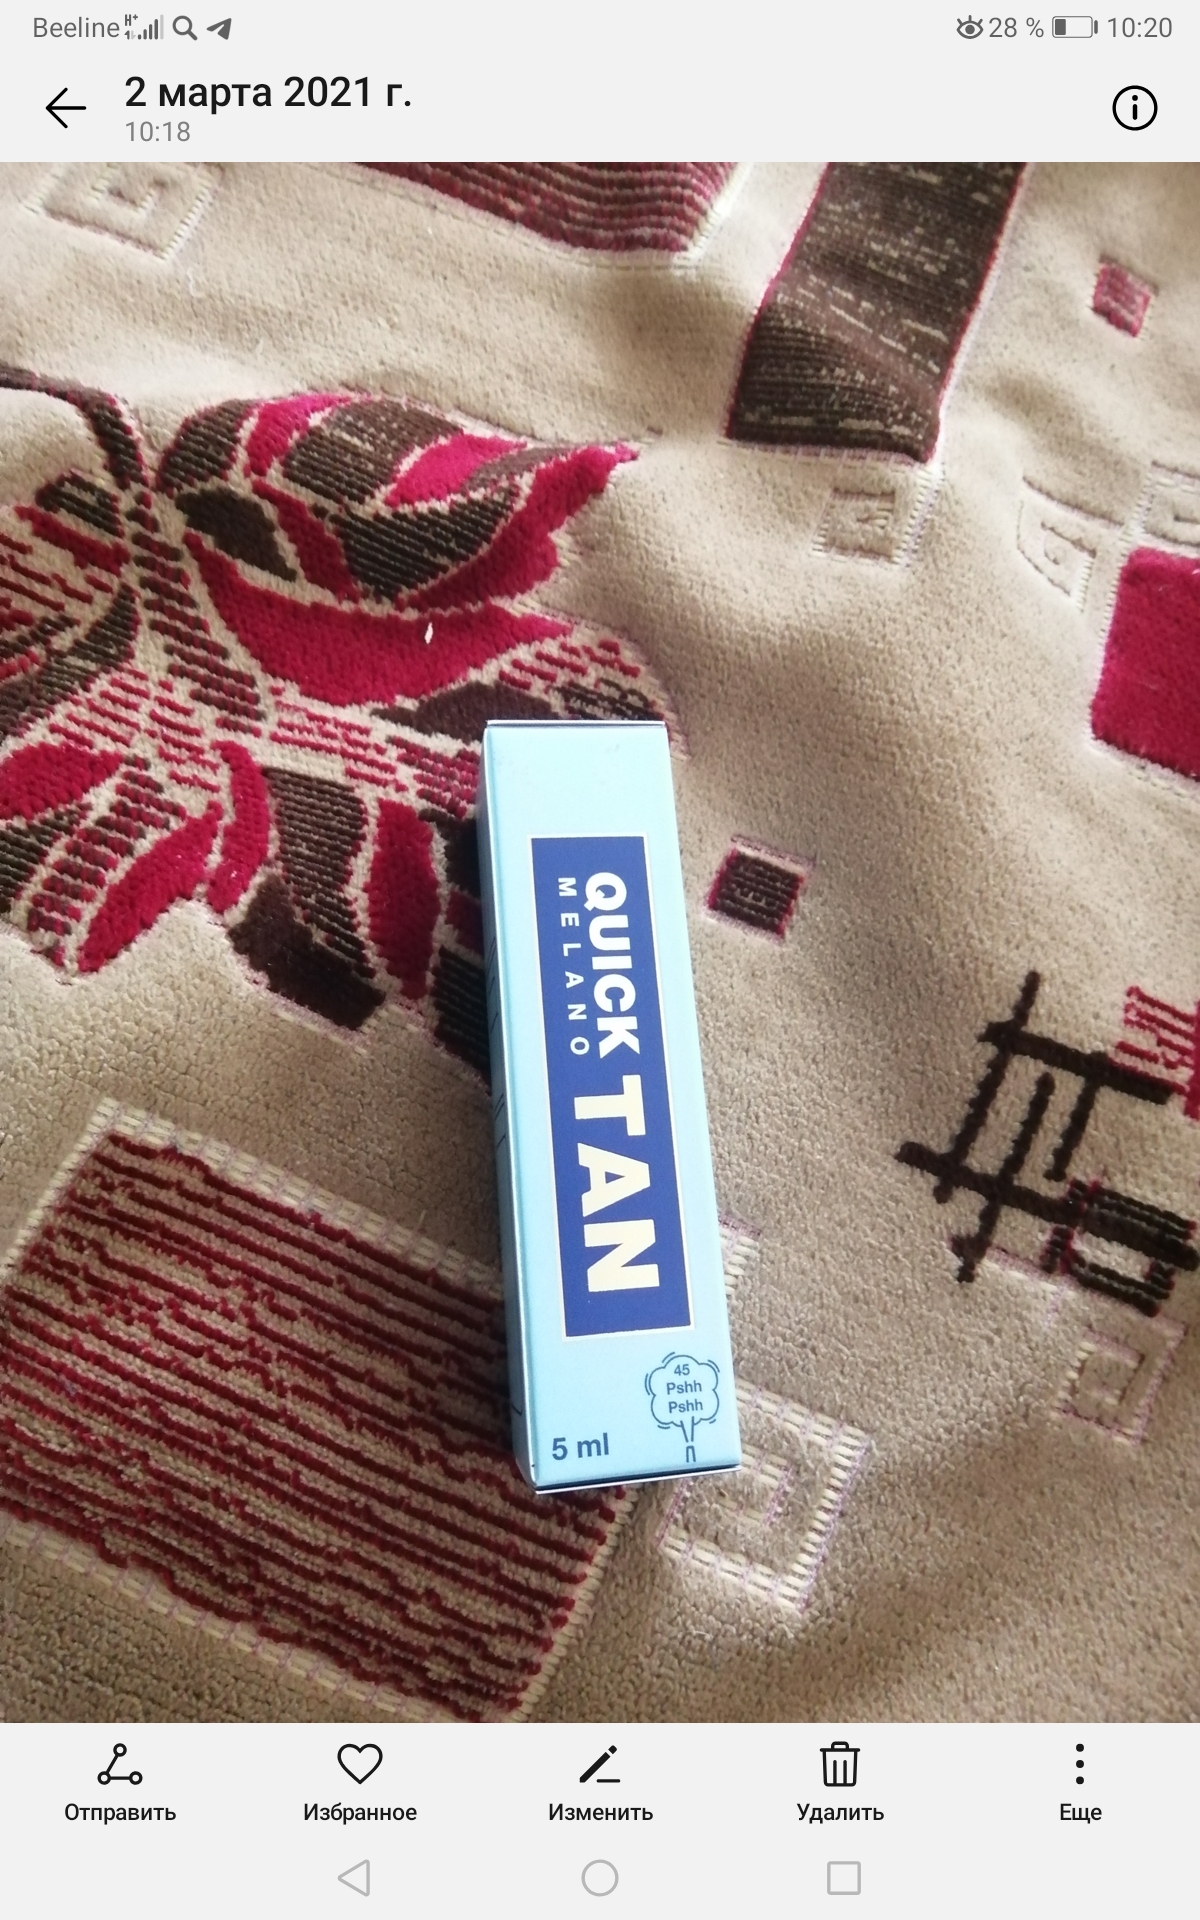 Beeline H+ 28 % 10:20
2 марта 2021 г.
10:18
QUICK TAN
MELANO
45
Pshh
Pshh
5 ml
Отправить Избранное Изменить Удалить Еще